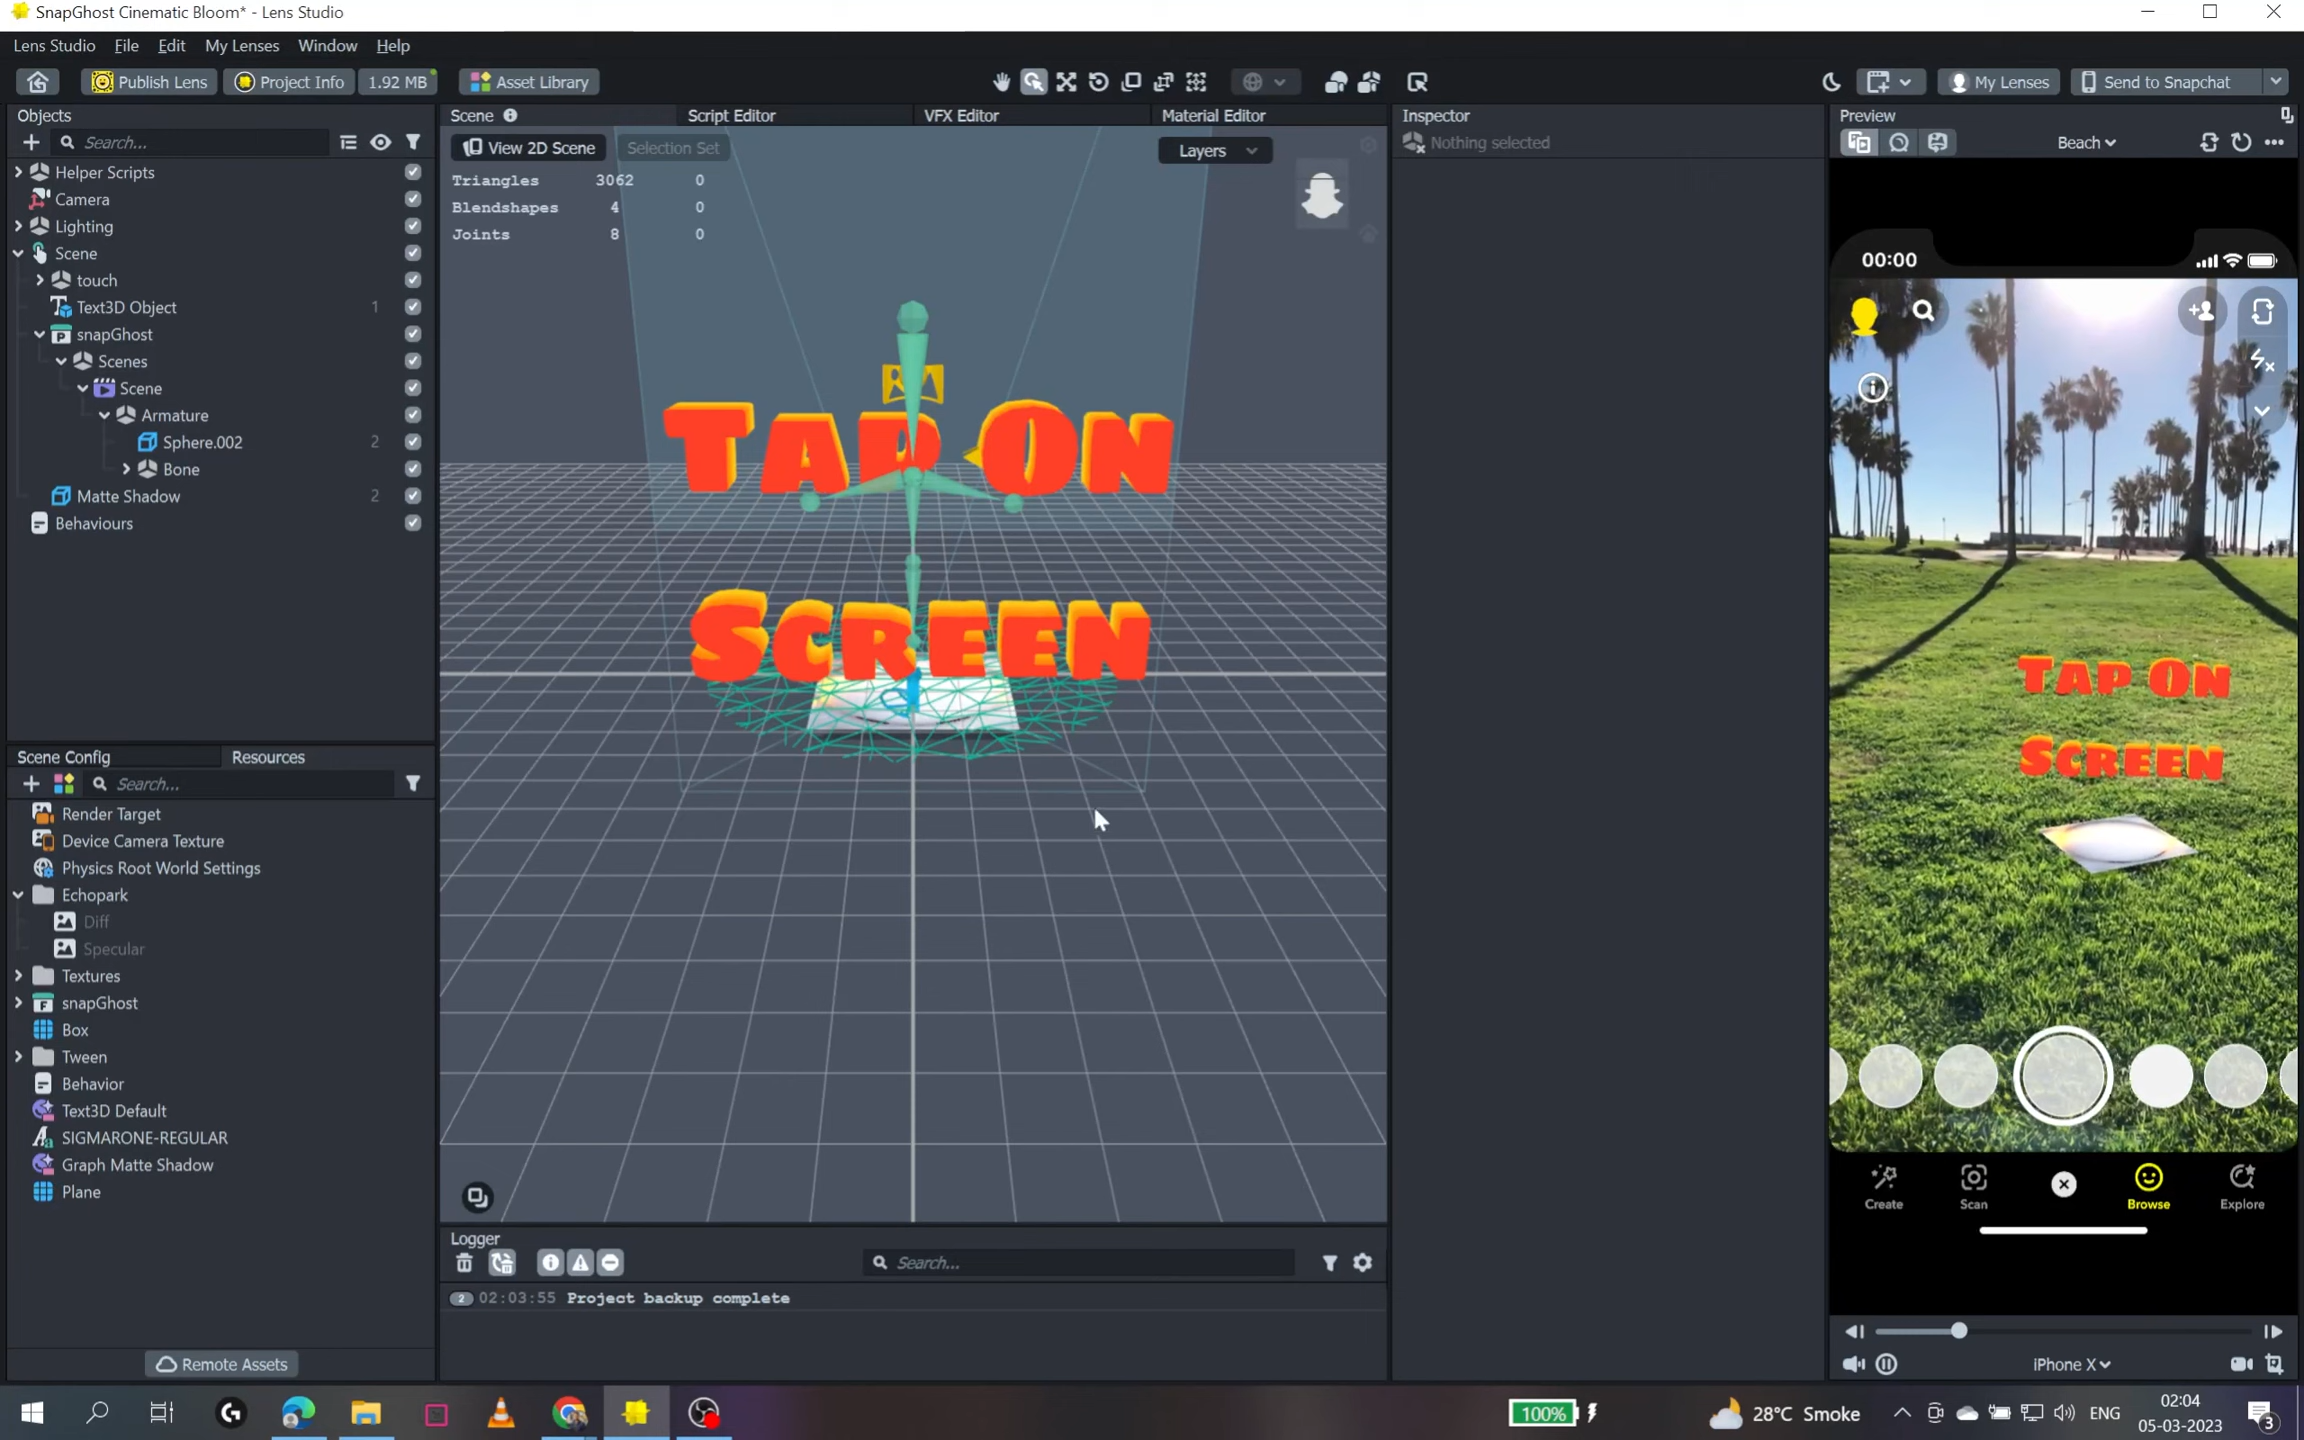 SnapGhost Cinematic Bloom* - Lens Studio
Lens Studio File Edit My Lenses Window Help
Publish Lens Project Info 1.92 MB Asset Library My Lenses Send to Snapchat
Objects
Search...
Helper Scripts
Camera
Lighting
Scene
touch
Text3D Object 1
snapGhost
Scenes
Scene
Armature
Sphere.002 2
Bone
Matte Shadow 2
Behaviours
Scene Config Resources
Search...
Render Target
Device Camera Texture
Physics Root World Settings
Echopark
Diff
Specular
Textures
snapGhost
Box
Tween
Behavior
Text3D Default
SIGMARONE-REGULAR
Graph Matte Shadow
Plane
Remote Assets
Scene Script Editor VFX Editor Material Editor
View 2D Scene Selection Set Layers
Triangles 3062 0
Blendshapes 4 0
Joints 8 0
Tap On
Screen
Logger
Search...
2 02:03:55 Project backup complete
Inspector
Nothing selected
Preview
Beach
00:00
Tap On
Screen
Create Scan Browse Explore
iPhone X
100% 28°C Smoke ENG 02:04
05-03-2023 3